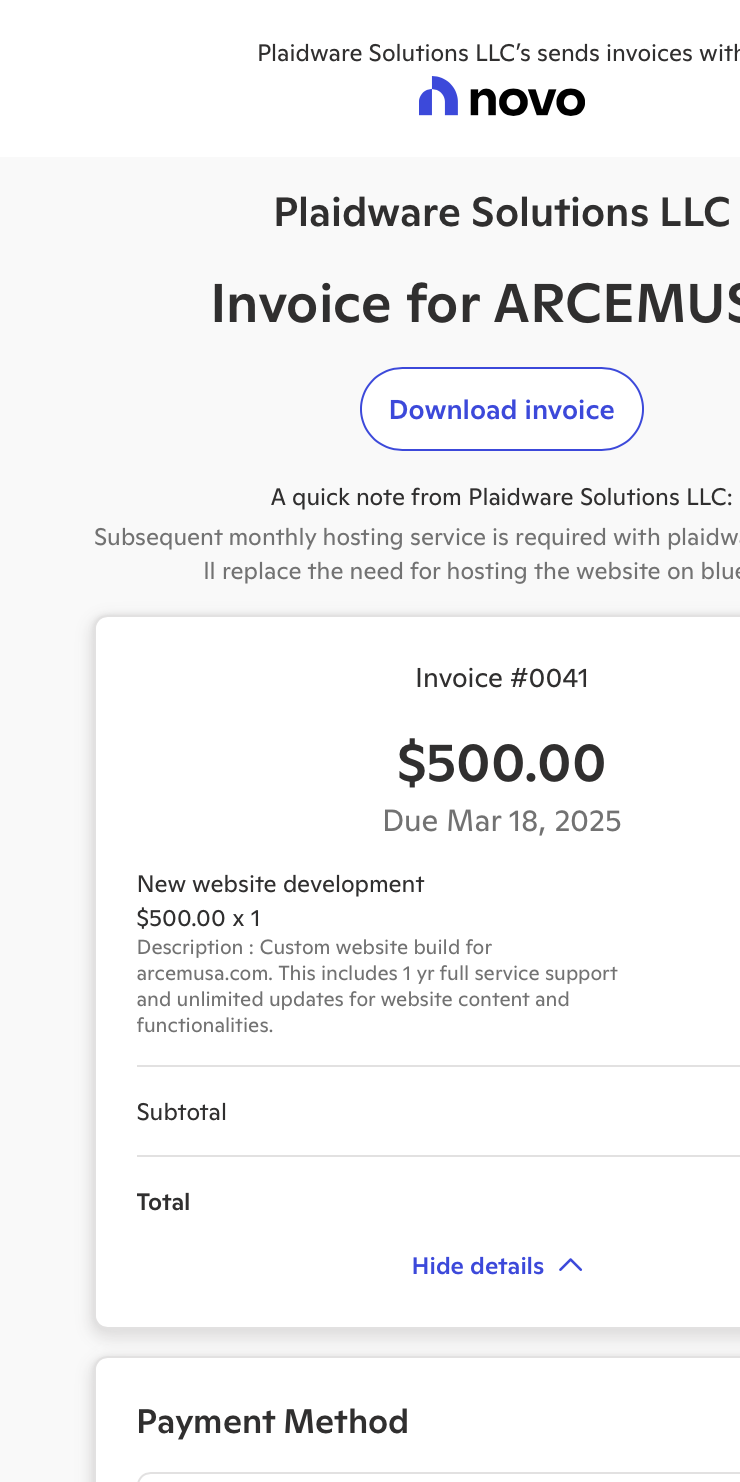 Plaidware Solutions LLC’s sends invoices with
novo
Plaidware Solutions LLC
Invoice for ARCEMUS
Download invoice
A quick note from Plaidware Solutions LLC:
Subsequent monthly hosting service is required with
ll replace the need for hosting the website on
Invoice #0041
$500.00
Due Mar 18, 2025
New website development
$500.00 x 1
Description : Custom website build for
arcemusa.com. This includes 1 yr full service support
and unlimited updates for website content and
functionalities.
Subtotal
Total
Hide details
Payment Method